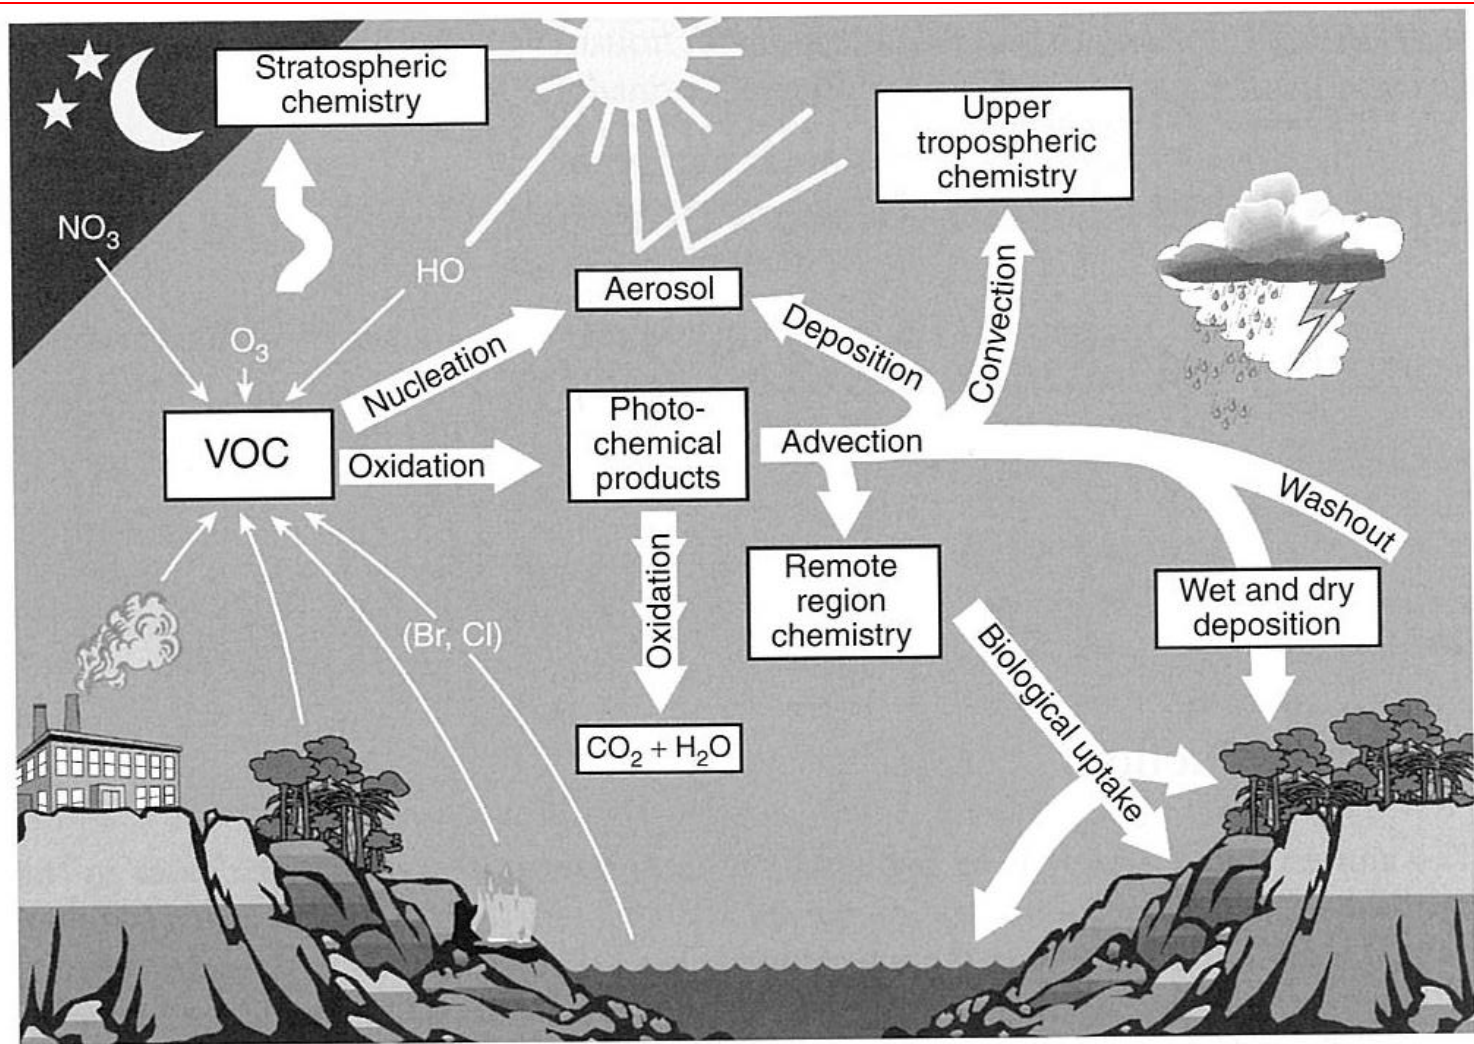 Stratospheric
chemistry
Upper
tropospheric
chemistry
NO₃
HO
O₃
Aerosol
Nucleation
Deposition
Convection
VOC
Oxidation
Photo-
chemical
products
Advection
Washout
Oxidation
Remote
region
chemistry
Wet and dry
deposition
(Br, Cl)
Biological uptake
CO₂ + H₂O